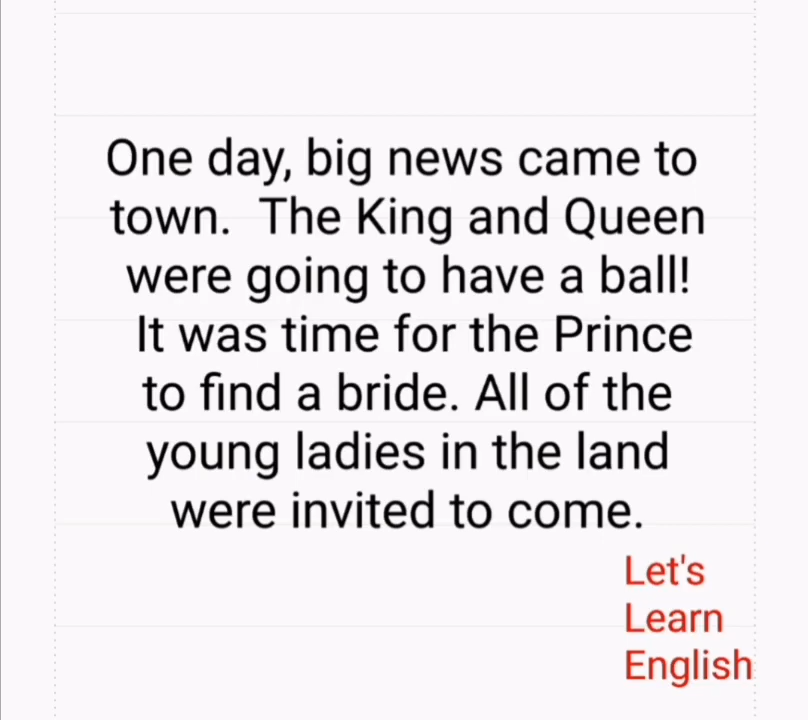 One day, big news came to
town.  The King and Queen
were going to have a ball!
It was time for the Prince
to find a bride. All of the
young ladies in the land
were invited to come.
Let's
Learn
English